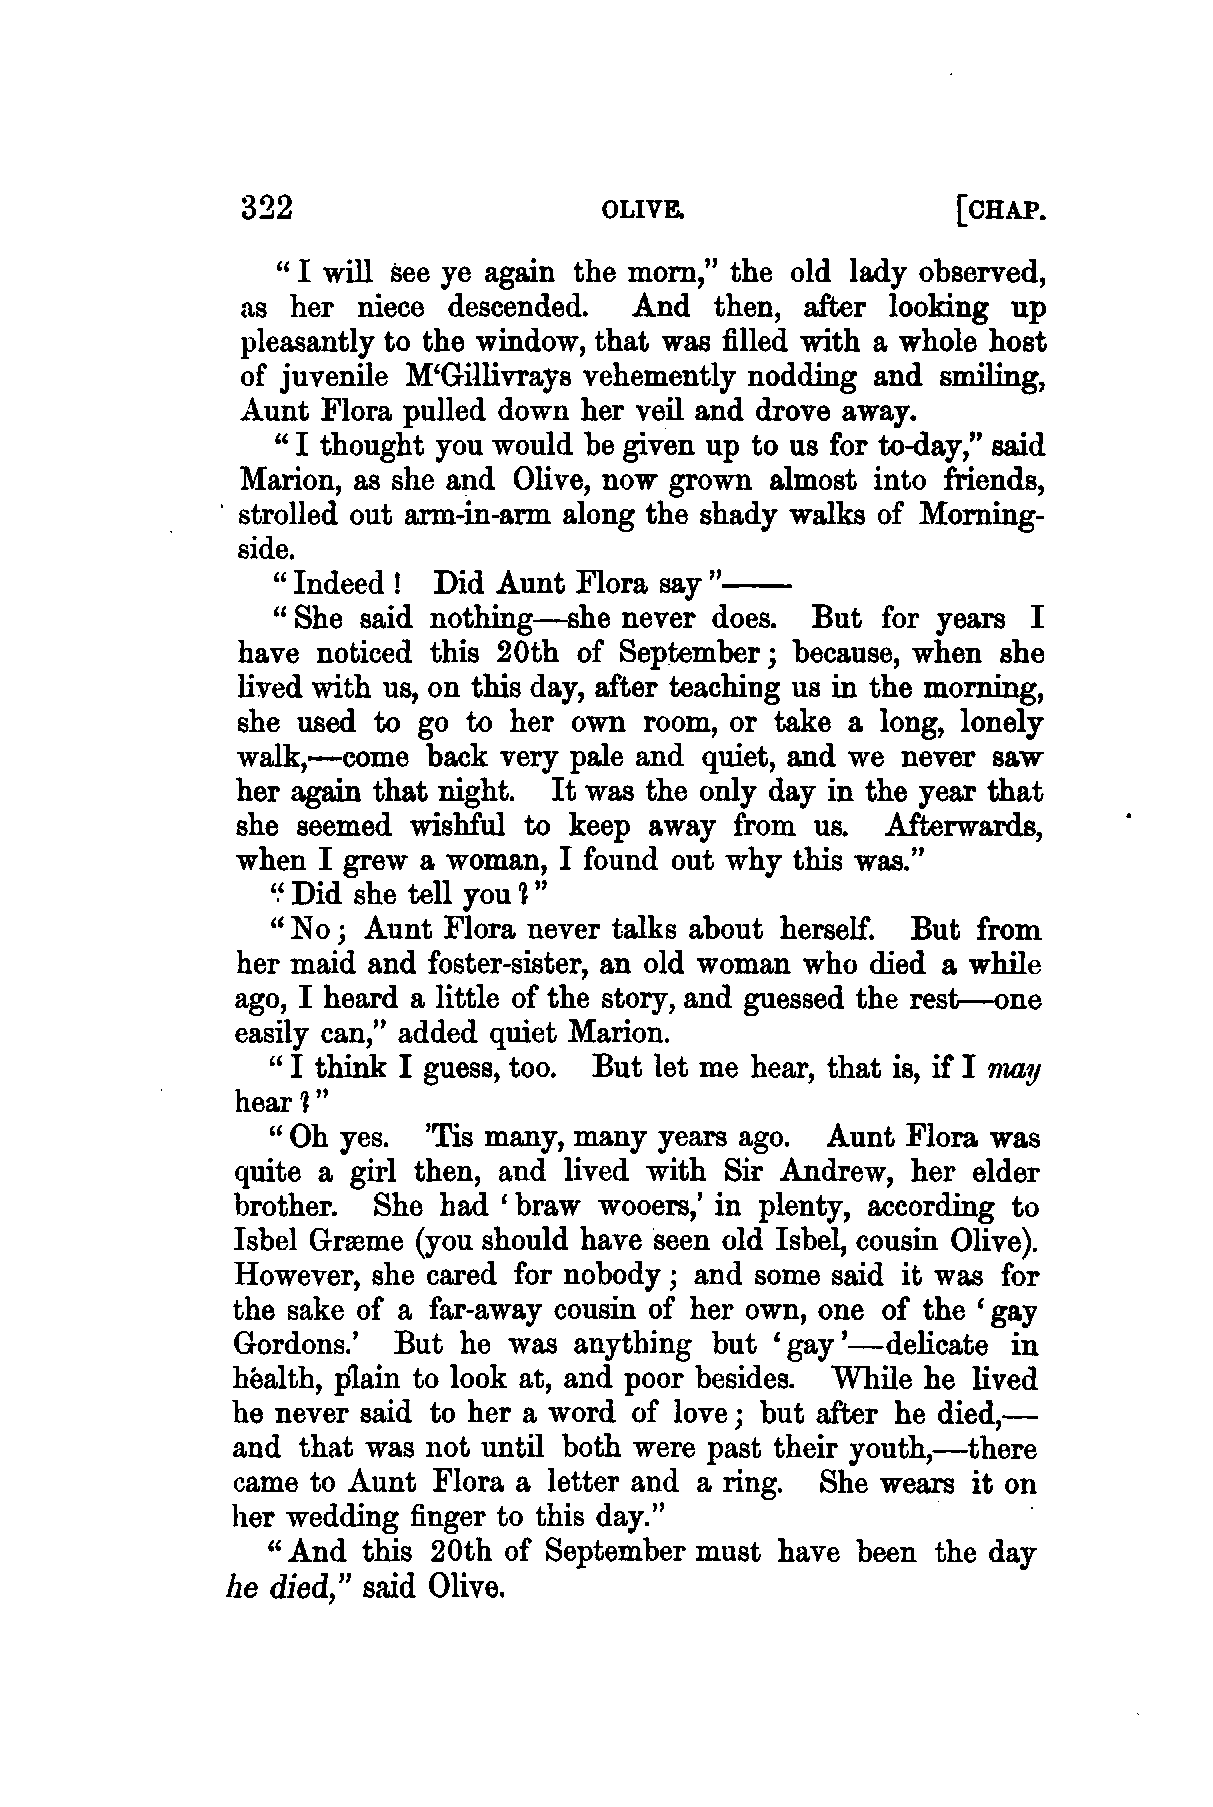 322 OLIVE. [CHAP.
"I will see ye again the morn," the old lady observed,
as her niece descended. And then, after looking up
pleasantly to the window, that was filled with a whole host
of juvenile M'Gillivrays vehemently nodding and smiling,
Aunt Flora pulled down her veil and drove away.
"I thought you would be given up to us for to-day," said
Marion, as she and Olive, now grown almost into friends,
strolled out arm-in-arm along the shady walks of Morning-
side.
"Indeed! Did Aunt Flora say"——
"She said nothing—she never does. But for years I
have noticed this 20th of September; because, when she
lived with us, on this day, after teaching us in the morning,
she used to go to her own room, or take a long, lonely
walk,—come back very pale and quiet, and we never saw
her again that night. It was the only day in the year that
she seemed wishful to keep away from us. Afterwards,
when I grew a woman, I found out why this was."
"Did she tell you?"
"No; Aunt Flora never talks about herself. But from
her maid and foster-sister, an old woman who died a while
ago, I heard a little of the story, and guessed the rest—one
easily can," added quiet Marion.
"I think I guess, too. But let me hear, that is, if I may
hear?"
"Oh yes. 'Tis many, many years ago. Aunt Flora was
quite a girl then, and lived with Sir Andrew, her elder
brother. She had 'braw wooers,' in plenty, according to
Isbel Græme (you should have seen old Isbel, cousin Olive).
However, she cared for nobody; and some said it was for
the sake of a far-away cousin of her own, one of the 'gay
Gordons.' But he was anything but 'gay'—delicate in
health, plain to look at, and poor besides. While he lived
he never said to her a word of love; but after he died,—
and that was not until both were past their youth,—there
came to Aunt Flora a letter and a ring. She wears it on
her wedding finger to this day."
"And this 20th of September must have been the day
he died," said Olive.